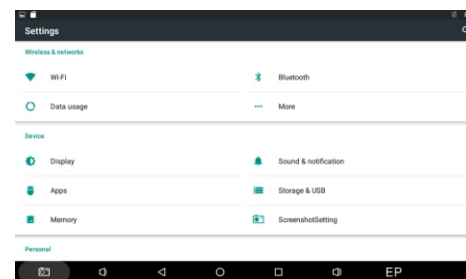 Settings
Wireless & networks
Wi-Fi
Bluetooth
Data usage
More
Device
Display
Sound & notification
Apps
Storage & USB
Memory
ScreenshotSetting
Personal
EP